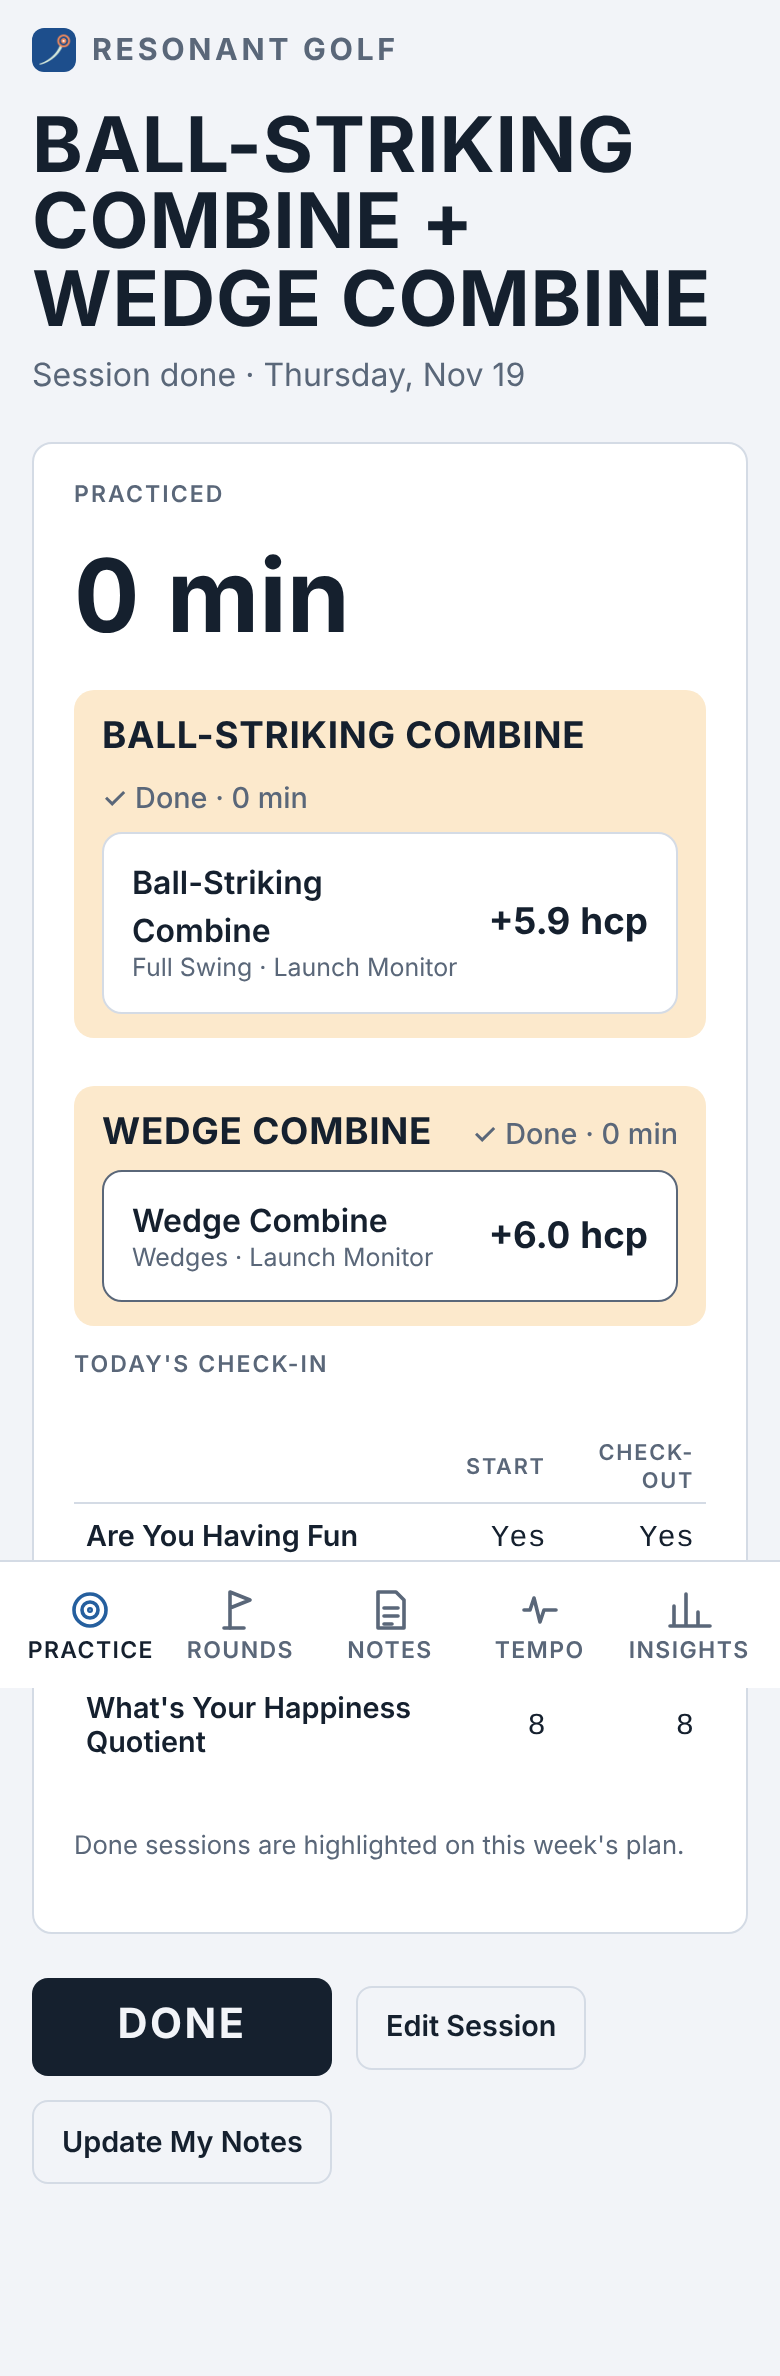 RESONANT GOLF
BALL-STRIKING
COMBINE +
WEDGE COMBINE
Session done · Thursday, Nov 19
PRACTICED
0 min
BALL-STRIKING COMBINE
✓ Done · 0 min
Ball-Striking
Combine
+5.9 hcp
Full Swing · Launch Monitor
WEDGE COMBINE ✓ Done · 0 min
Wedge Combine
+6.0 hcp
Wedges · Launch Monitor
TODAY'S CHECK-IN
START CHECK-
OUT
Are You Having Fun Yes Yes
PRACTICE ROUNDS NOTES TEMPO INSIGHTS
What's Your Happiness
Quotient 8 8
Done sessions are highlighted on this week's plan.
DONE Edit Session
Update My Notes